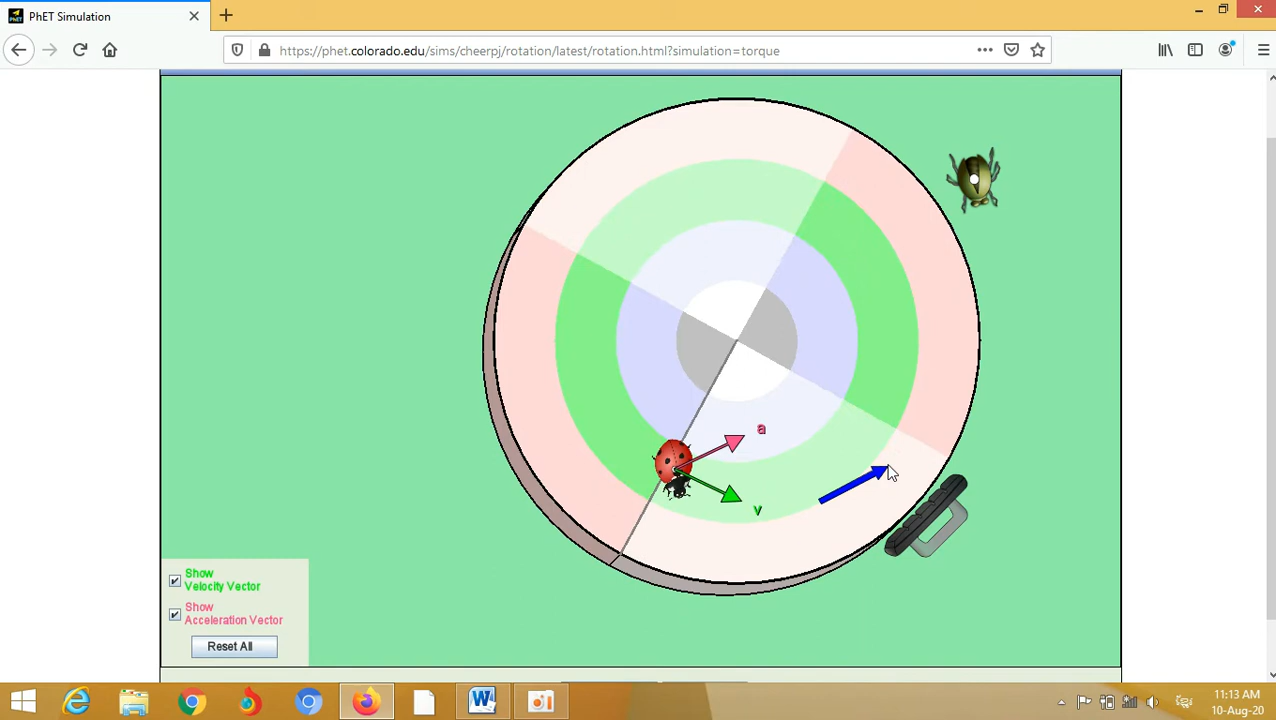 PhET Simulation
https://phet.colorado.edu/sims/cheerpj/rotation/latest/rotation.html?simulation=torque
a
v
Show
Velocity Vector
Show
Acceleration Vector
Reset All
11:13 AM
10-Aug-20